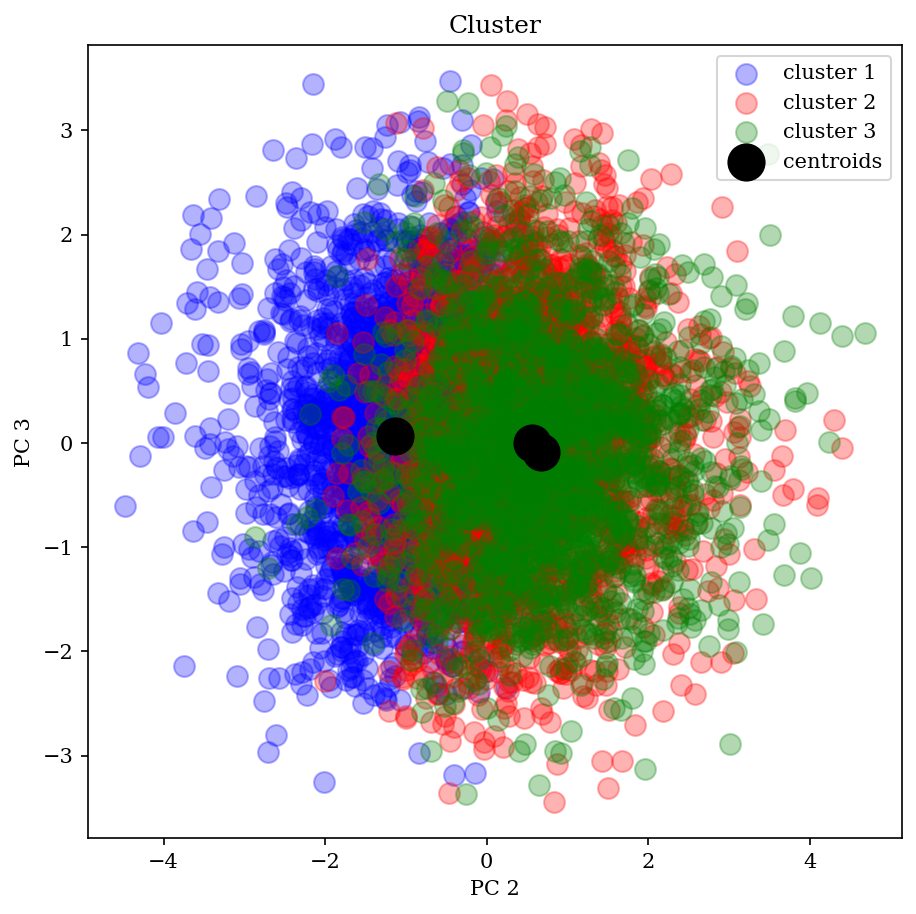 Cluster
cluster 1
cluster 2
cluster 3
centroids
3
2
1
0
−1
−2
−3
PC 3
−4
−2
0
2
4
PC 2